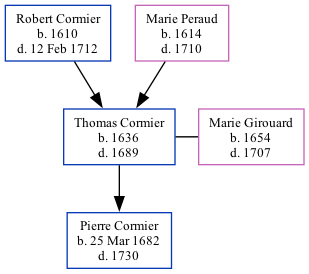 Robert Cormier
b. 1610
d. 12 Feb 1712
Marie Peraud
b. 1614
d. 1710
Thomas Cormier
b. 1636
d. 1689
Marie Girouard
b. 1654
d. 1707
Pierre Cormier
b. 25 Mar 1682
d. 1730